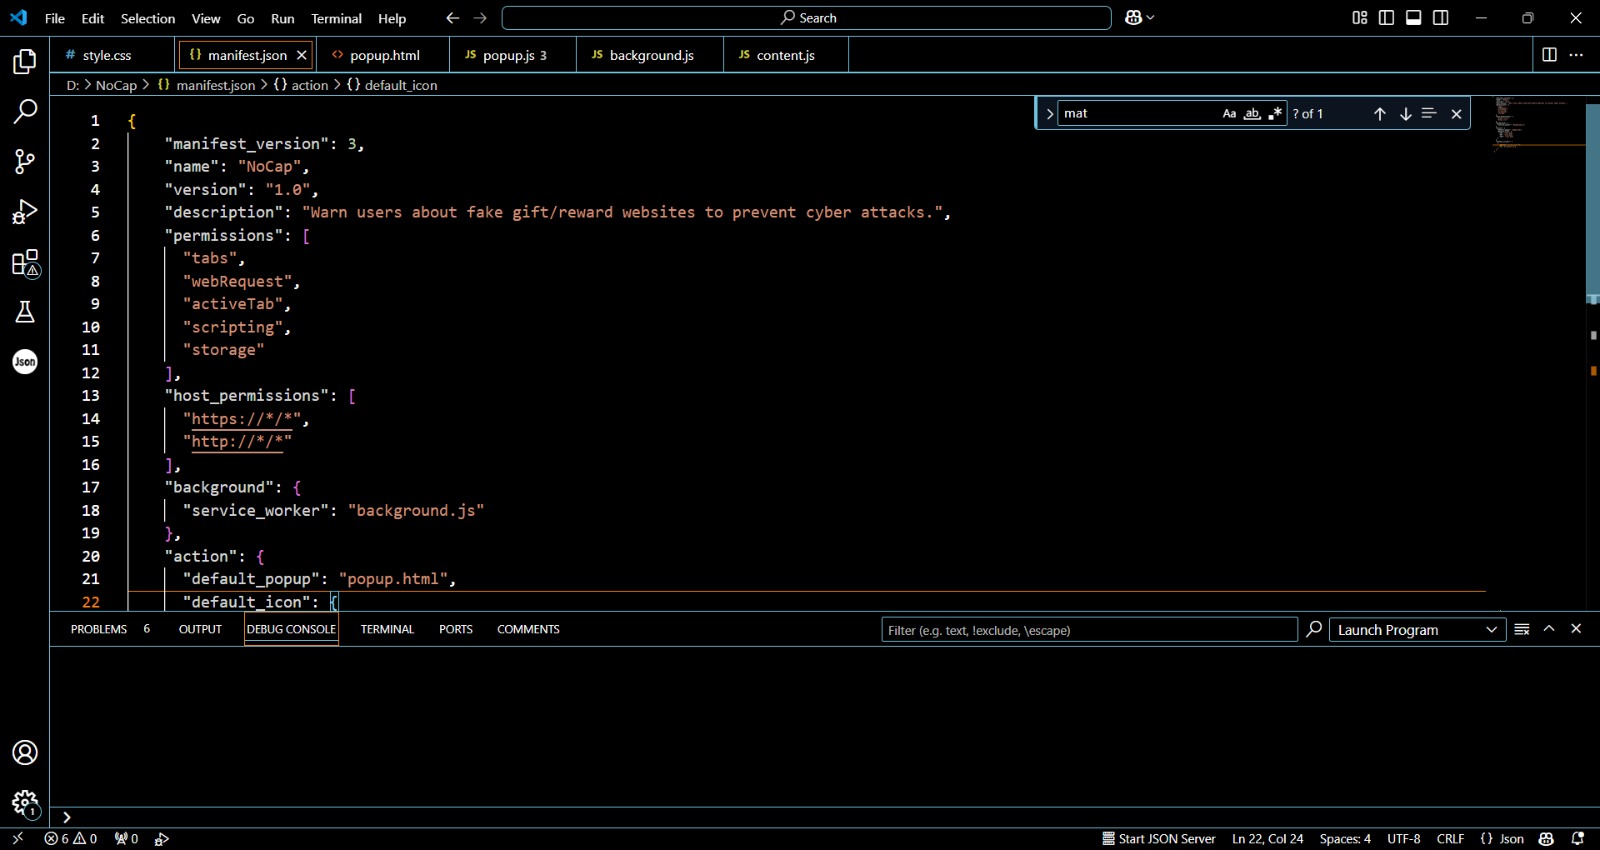 File Edit Selection View Go Run Terminal Help Search
# style.css {} manifest.json <> popup.html JS popup.js 3 JS background.js JS content.js
D: > NoCap > {} manifest.json > {} action > {} default_icon
mat Aa ab ? of 1
1 {
2 "manifest_version": 3,
3 "name": "NoCap",
4 "version": "1.0",
5 "description": "Warn users about fake gift/reward websites to prevent cyber attacks.",
6 "permissions": [
7 "tabs",
8 "webRequest",
9 "activeTab",
10 "scripting",
11 "storage"
12 ],
13 "host_permissions": [
14 "https://*/*",
15 "http://*/*"
16 ],
17 "background": {
18 "service_worker": "background.js"
19 },
20 "action": {
21 "default_popup": "popup.html",
22 "default_icon": {
Json
PROBLEMS 6 OUTPUT DEBUG CONSOLE TERMINAL PORTS COMMENTS Filter (e.g. text, !exclude, \escape) Launch Program
1
6 0 0 Start JSON Server Ln 22, Col 24 Spaces: 4 UTF-8 CRLF {} Json